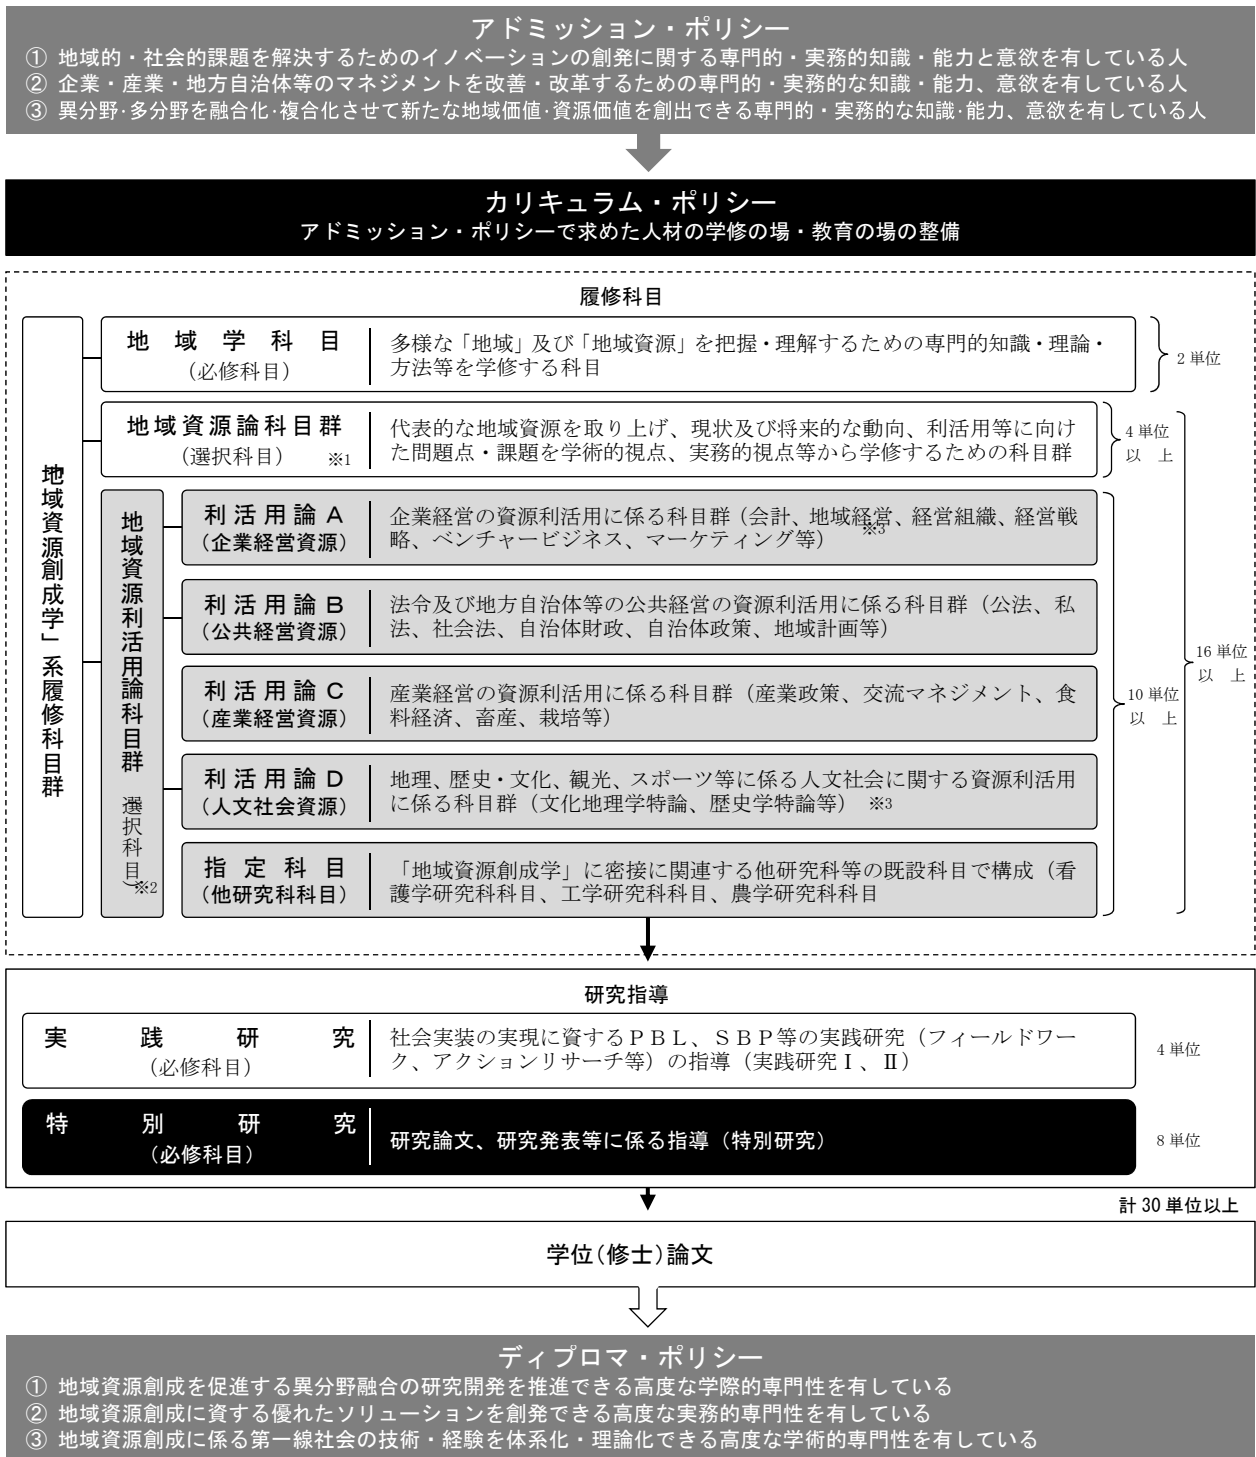 アドミッション・ポリシー
① 地域的・社会的課題を解決するためのイノベーションの創発に関する専門的・実務的知識・能力と意欲を有している人
② 企業・産業・地方自治体等のマネジメントを改善・改革するための専門的・実務的な知識・能力、意欲を有している人
③ 異分野・多分野を融合化・複合化させて新たな地域価値・資源価値を創出できる専門的・実務的な知識・能力、意欲を有している人
カリキュラム・ポリシー
アドミッション・ポリシーで求めた人材の学修の場・教育の場の整備
履修科目
地域資源創成学」系履修科目群
地域学科目
(必修科目)
多様な「地域」及び「地域資源」を把握・理解するための専門的知識・理論・
方法等を学修する科目
2 単位
地域資源論科目群
(選択科目) ※1
代表的な地域資源を取り上げ、現状及び将来的な動向、利活用等に向け
た問題点・課題を学術的視点、実務的視点等から学修するための科目群
4 単位
以 上
地域資源利活用論科目群 選択科目) ※2
利活用論 A
(企業経営資源)
企業経営の資源利活用に係る科目群（会計、地域経営、経営組織、経営戦
略、ベンチャービジネス、マーケティング等） ※3
利活用論 B
(公共経営資源)
法令及び地方自治体等の公共経営の資源利活用に係る科目群（公法、私
法、社会法、自治体財政、自治体政策、地域計画等）
利活用論 C
(産業経営資源)
産業経営の資源利活用に係る科目群（産業政策、交流マネジメント、食
料経済、畜産、栽培等）
利活用論 D
(人文社会資源)
地理、歴史・文化、観光、スポーツ等に係る人文社会に関する資源利活用
に係る科目群（文化地理学特論、歴史学特論等） ※3
指定科目
(他研究科科目)
「地域資源創成学」に密接に関連する他研究科等の既設科目で構成（看
護学研究科科目、工学研究科科目、農学研究科科目
10 単位
以 上
16 単位
以 上
研究指導
実践研究
(必修科目)
社会実装の実現に資するＰＢＬ、ＳＢＰ等の実践研究（フィールドワー
ク、アクションリサーチ等）の指導（実践研究Ⅰ、Ⅱ）
4 単位
特別研究
(必修科目)
研究論文、研究発表等に係る指導（特別研究）
8 単位
計 30 単位以上
学位(修士)論文
ディプロマ・ポリシー
① 地域資源創成を促進する異分野融合の研究開発を推進できる高度な学際的専門性を有している
② 地域資源創成に資する優れたソリューションを創発できる高度な実務的専門性を有している
③ 地域資源創成に係る第一線社会の技術・経験を体系化・理論化できる高度な学術的専門性を有している